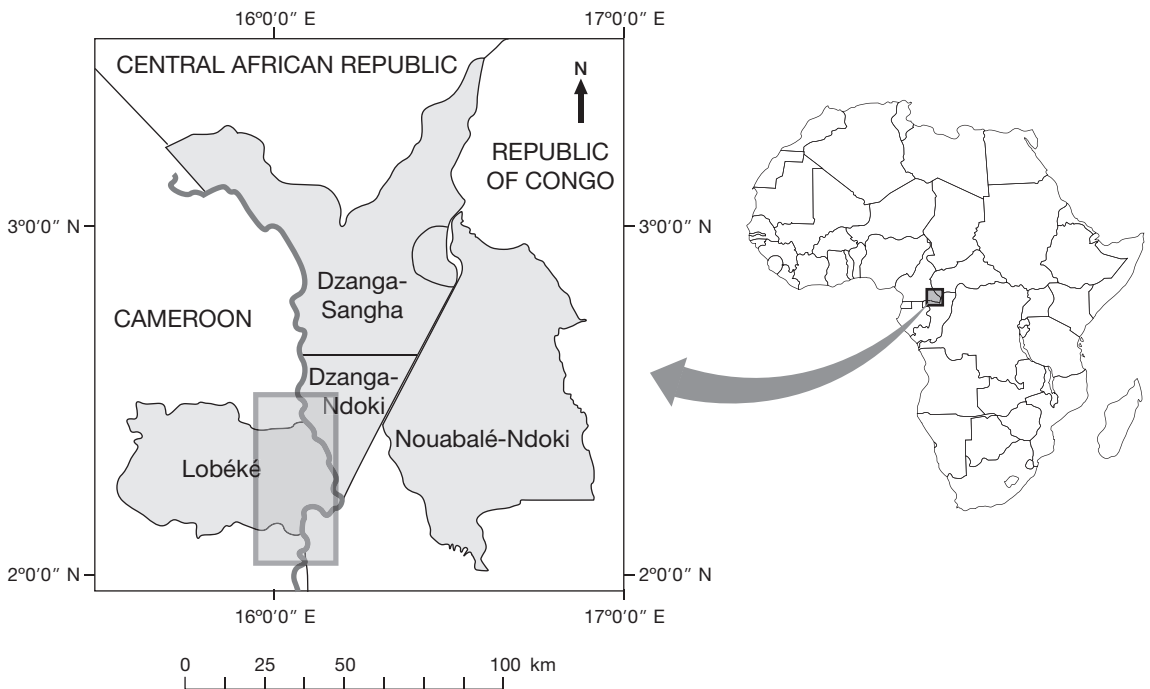 16º0′0″ E
17º0′0″ E
CENTRAL AFRICAN REPUBLIC
N
REPUBLIC
OF CONGO
3º0′0″ N
3º0′0″ N
Dzanga-
Sangha
CAMEROON
Dzanga-
Ndoki
Nouabalé-Ndoki
Lobéké
2º0′0″ N
2º0′0″ N
16º0′0″ E
17º0′0″ E
0 25 50 100 km